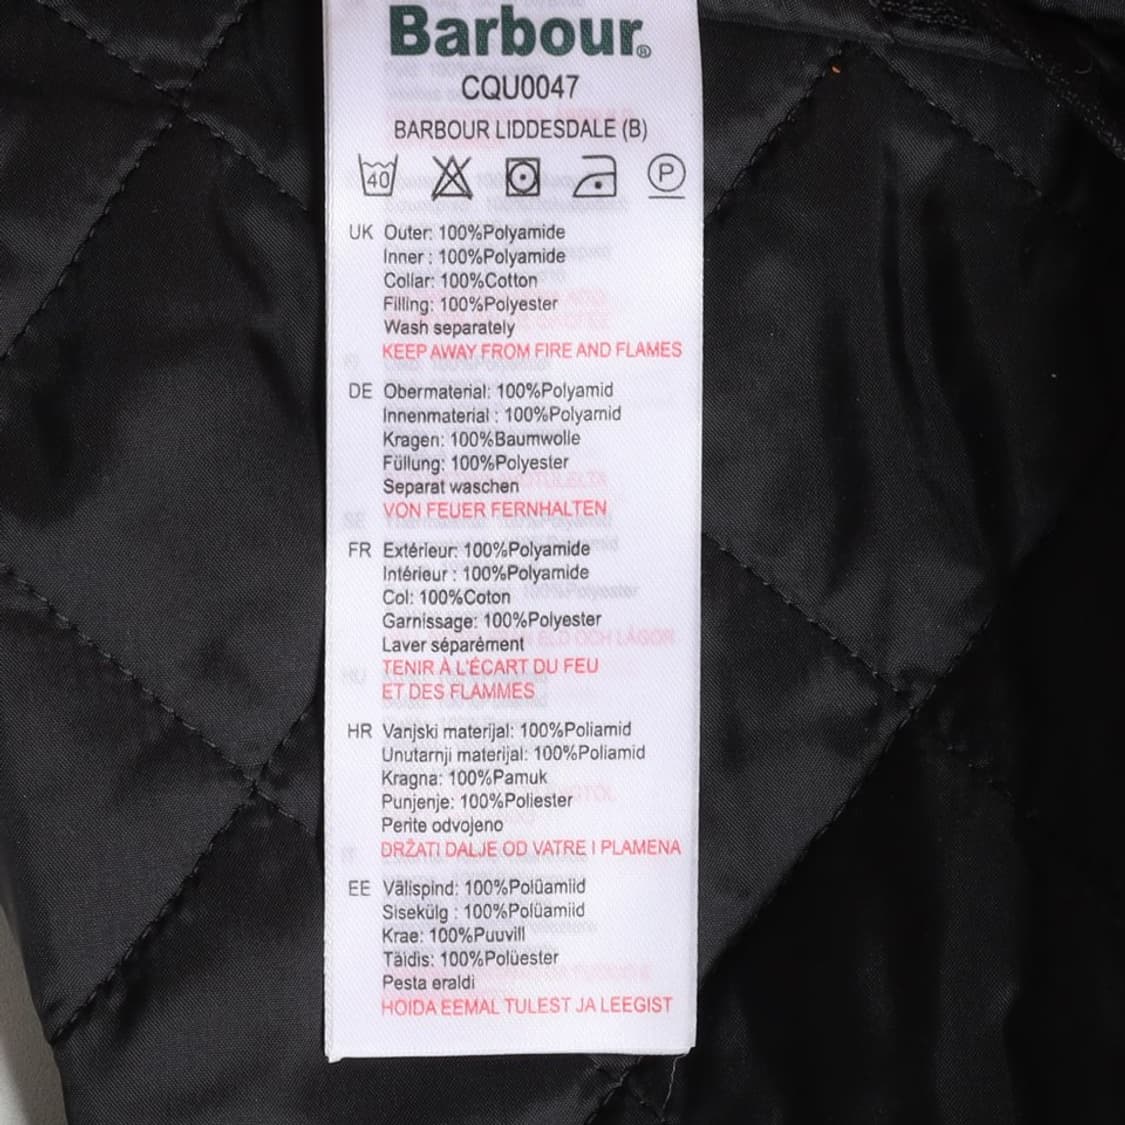 Barbour®
CQU0047
BARBOUR LIDDESDALE (B)
40 P
UK Outer: 100%Polyamide
Inner : 100%Polyamide
Collar: 100%Cotton
Filling: 100%Polyester
Wash separately
KEEP AWAY FROM FIRE AND FLAMES
DE Obermaterial: 100%Polyamid
Innenmaterial : 100%Polyamid
Kragen: 100%Baumwolle
Füllung: 100%Polyester
Separat waschen
VON FEUER FERNHALTEN
FR Extérieur: 100%Polyamide
Intérieur : 100%Polyamide
Col: 100%Coton
Garnissage: 100%Polyester
Laver séparément
TENIR À L'ÉCART DU FEU
ET DES FLAMMES
HR Vanjski materijal: 100%Poliamid
Unutarnji materijal: 100%Poliamid
Kragna: 100%Pamuk
Punjenje: 100%Poliester
Perite odvojeno
DRŽATI DALJE OD VATRE I PLAMENA
EE Välispind: 100%Polüamiid
Sisekülg : 100%Polüamiid
Krae: 100%Puuvill
Täidis: 100%Polüester
Pesta eraldi
HOIDA EEMAL TULEST JA LEEGIST